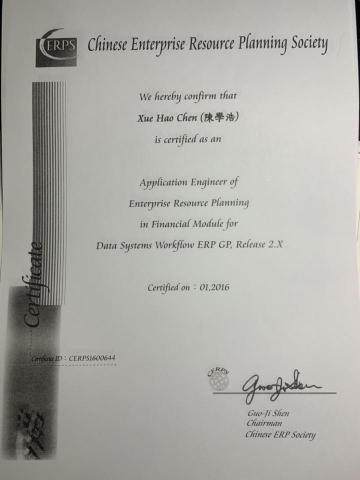 CERPS
Chinese Enterprise Resource Planning Society
We hereby confirm that
Xue Hao Chen (陳學浩)
is certified as an
Application Engineer of
Enterprise Resource Planning
in Financial Module for
Data Systems Workflow ERP GP, Release 2.X
Certified on：01,2016
Certificate
Certified ID：CERPS1600644
CERPS
Guo-Ji Shen
Guo-Ji Shen
Chairman
Chinese ERP Society